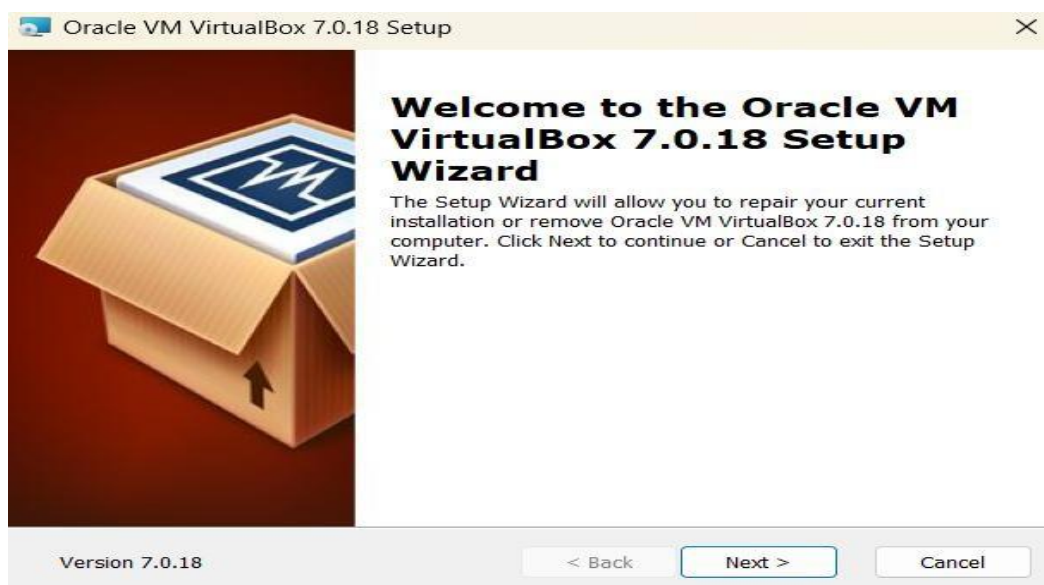 Oracle VM VirtualBox 7.0.18 Setup
Welcome to the Oracle VM
VirtualBox 7.0.18 Setup
Wizard
The Setup Wizard will allow you to repair your current
installation or remove Oracle VM VirtualBox 7.0.18 from your
computer. Click Next to continue or Cancel to exit the Setup
Wizard.
Version 7.0.18
< Back
Next >
Cancel